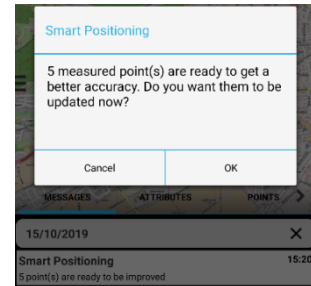 Smart Positioning
5 measured point(s) are ready to get a
better accuracy. Do you want them to be
updated now?
Cancel OK
MESSAGES ATTRIBUTES POINTS
15/10/2019
Smart Positioning 15:20
5 point(s) are ready to be improved